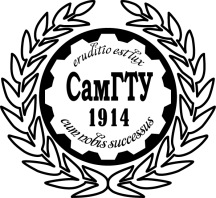 eruditio est lux
СамГТУ
1914
cum nobis successus